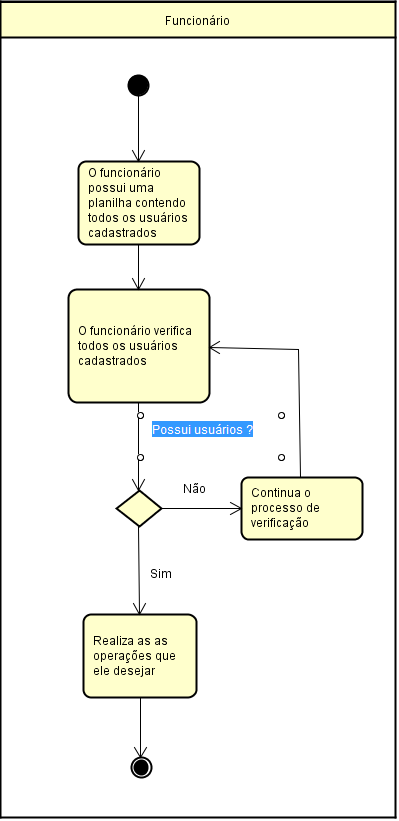 Funcionário
O funcionário
possui uma
planilha contendo
todos os usuários
cadastrados
O funcionário verifica
todos os usuários
cadastrados
Possui usuários ?
Não
Continua o
processo de
verificação
Sim
Realiza as as
operações que
ele desejar